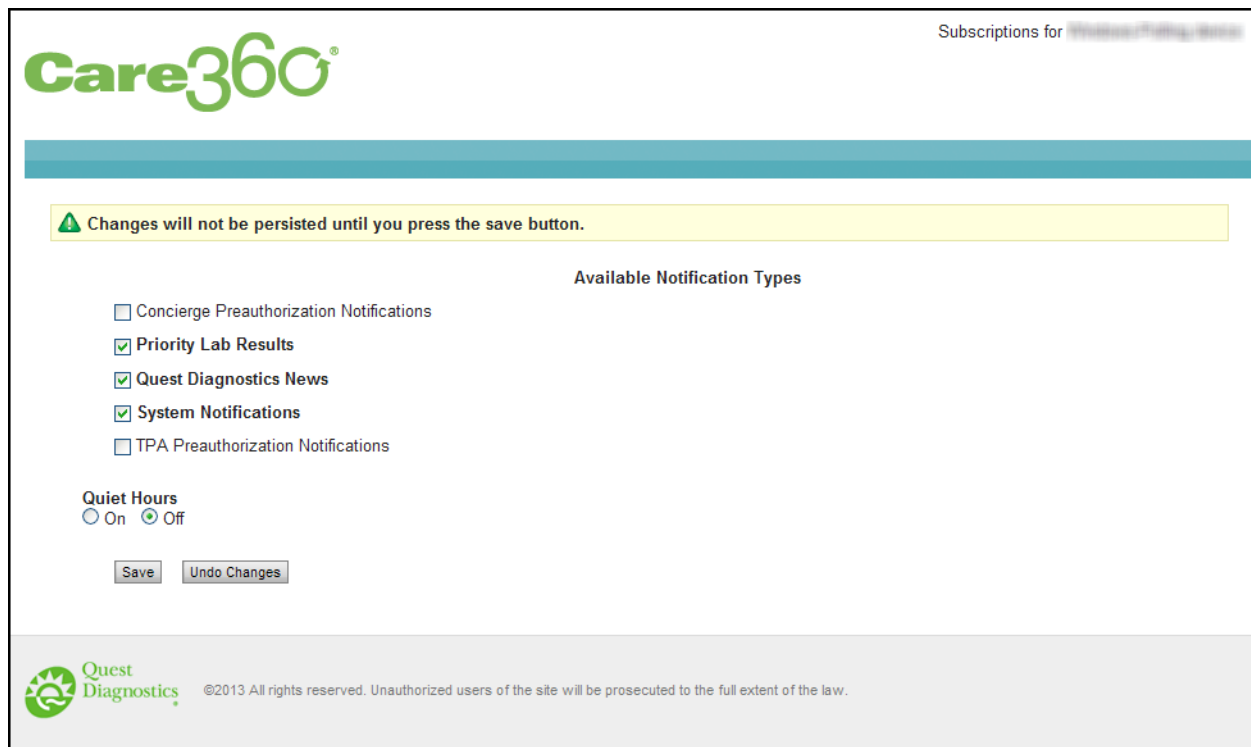 Subscriptions for
Care360®
Changes will not be persisted until you press the save button.
Available Notification Types
Concierge Preauthorization Notifications
Priority Lab Results
Quest Diagnostics News
System Notifications
TPA Preauthorization Notifications
Quiet Hours
On Off
Save Undo Changes
Quest
Diagnostics
©2013 All rights reserved. Unauthorized users of the site will be prosecuted to the full extent of the law.